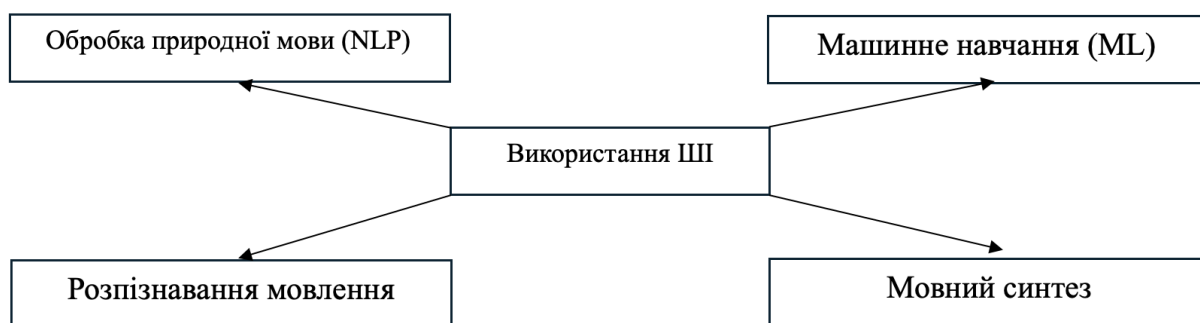 Обробка природної мови (NLP)
Машинне навчання (ML)
Використання ШІ
Розпізнавання мовлення
Мовний синтез